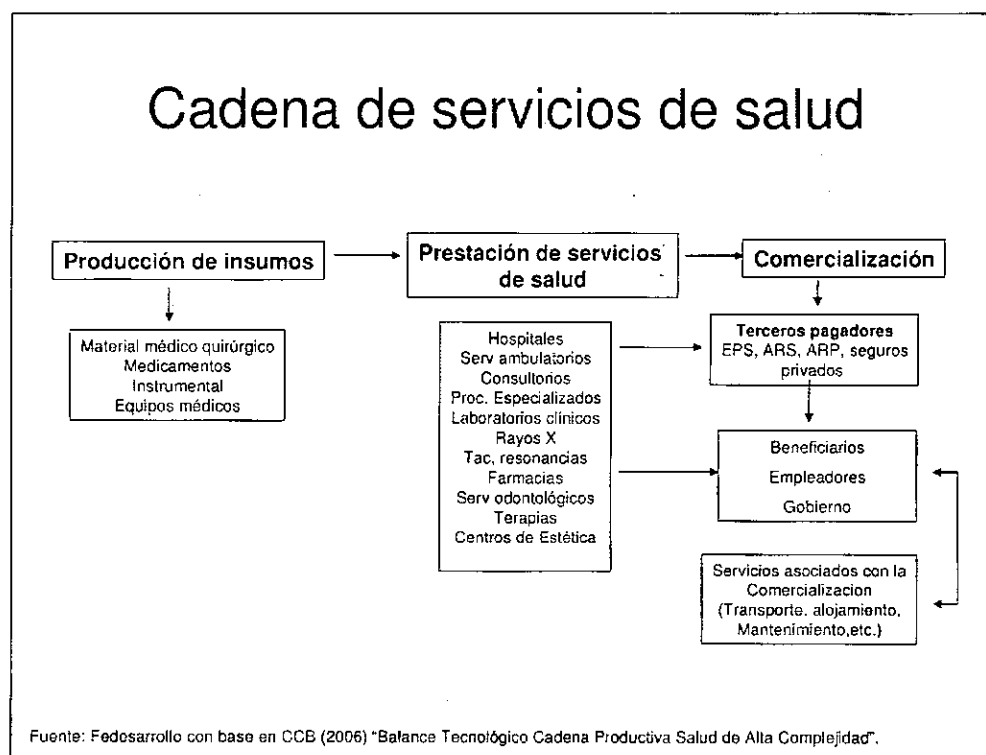 Cadena de servicios de salud
Producción de insumos
Prestación de servicios
de salud
Comercialización
Material médico quirúrgico
Medicamentos
Instrumental
Equipos médicos
Hospitales
Serv ambulatorios
Consultorios
Proc. Especializados
Laboratorios clínicos
Rayos X
Tac, resonancias
Farmacias
Serv odontológicos
Terapias
Centros de Estética
Terceros pagadores
EPS, ARS, ARP, seguros
privados
Beneficiarios
Empleadores
Gobierno
Servicios asociados con la
Comercializacion
(Transporte. alojamiento,
Mantenimiento,etc.)
Fuente: Fedesarrollo con base en CCB (2006) "Balance Tecnológico Cadena Productiva Salud de Alta Complejidad".